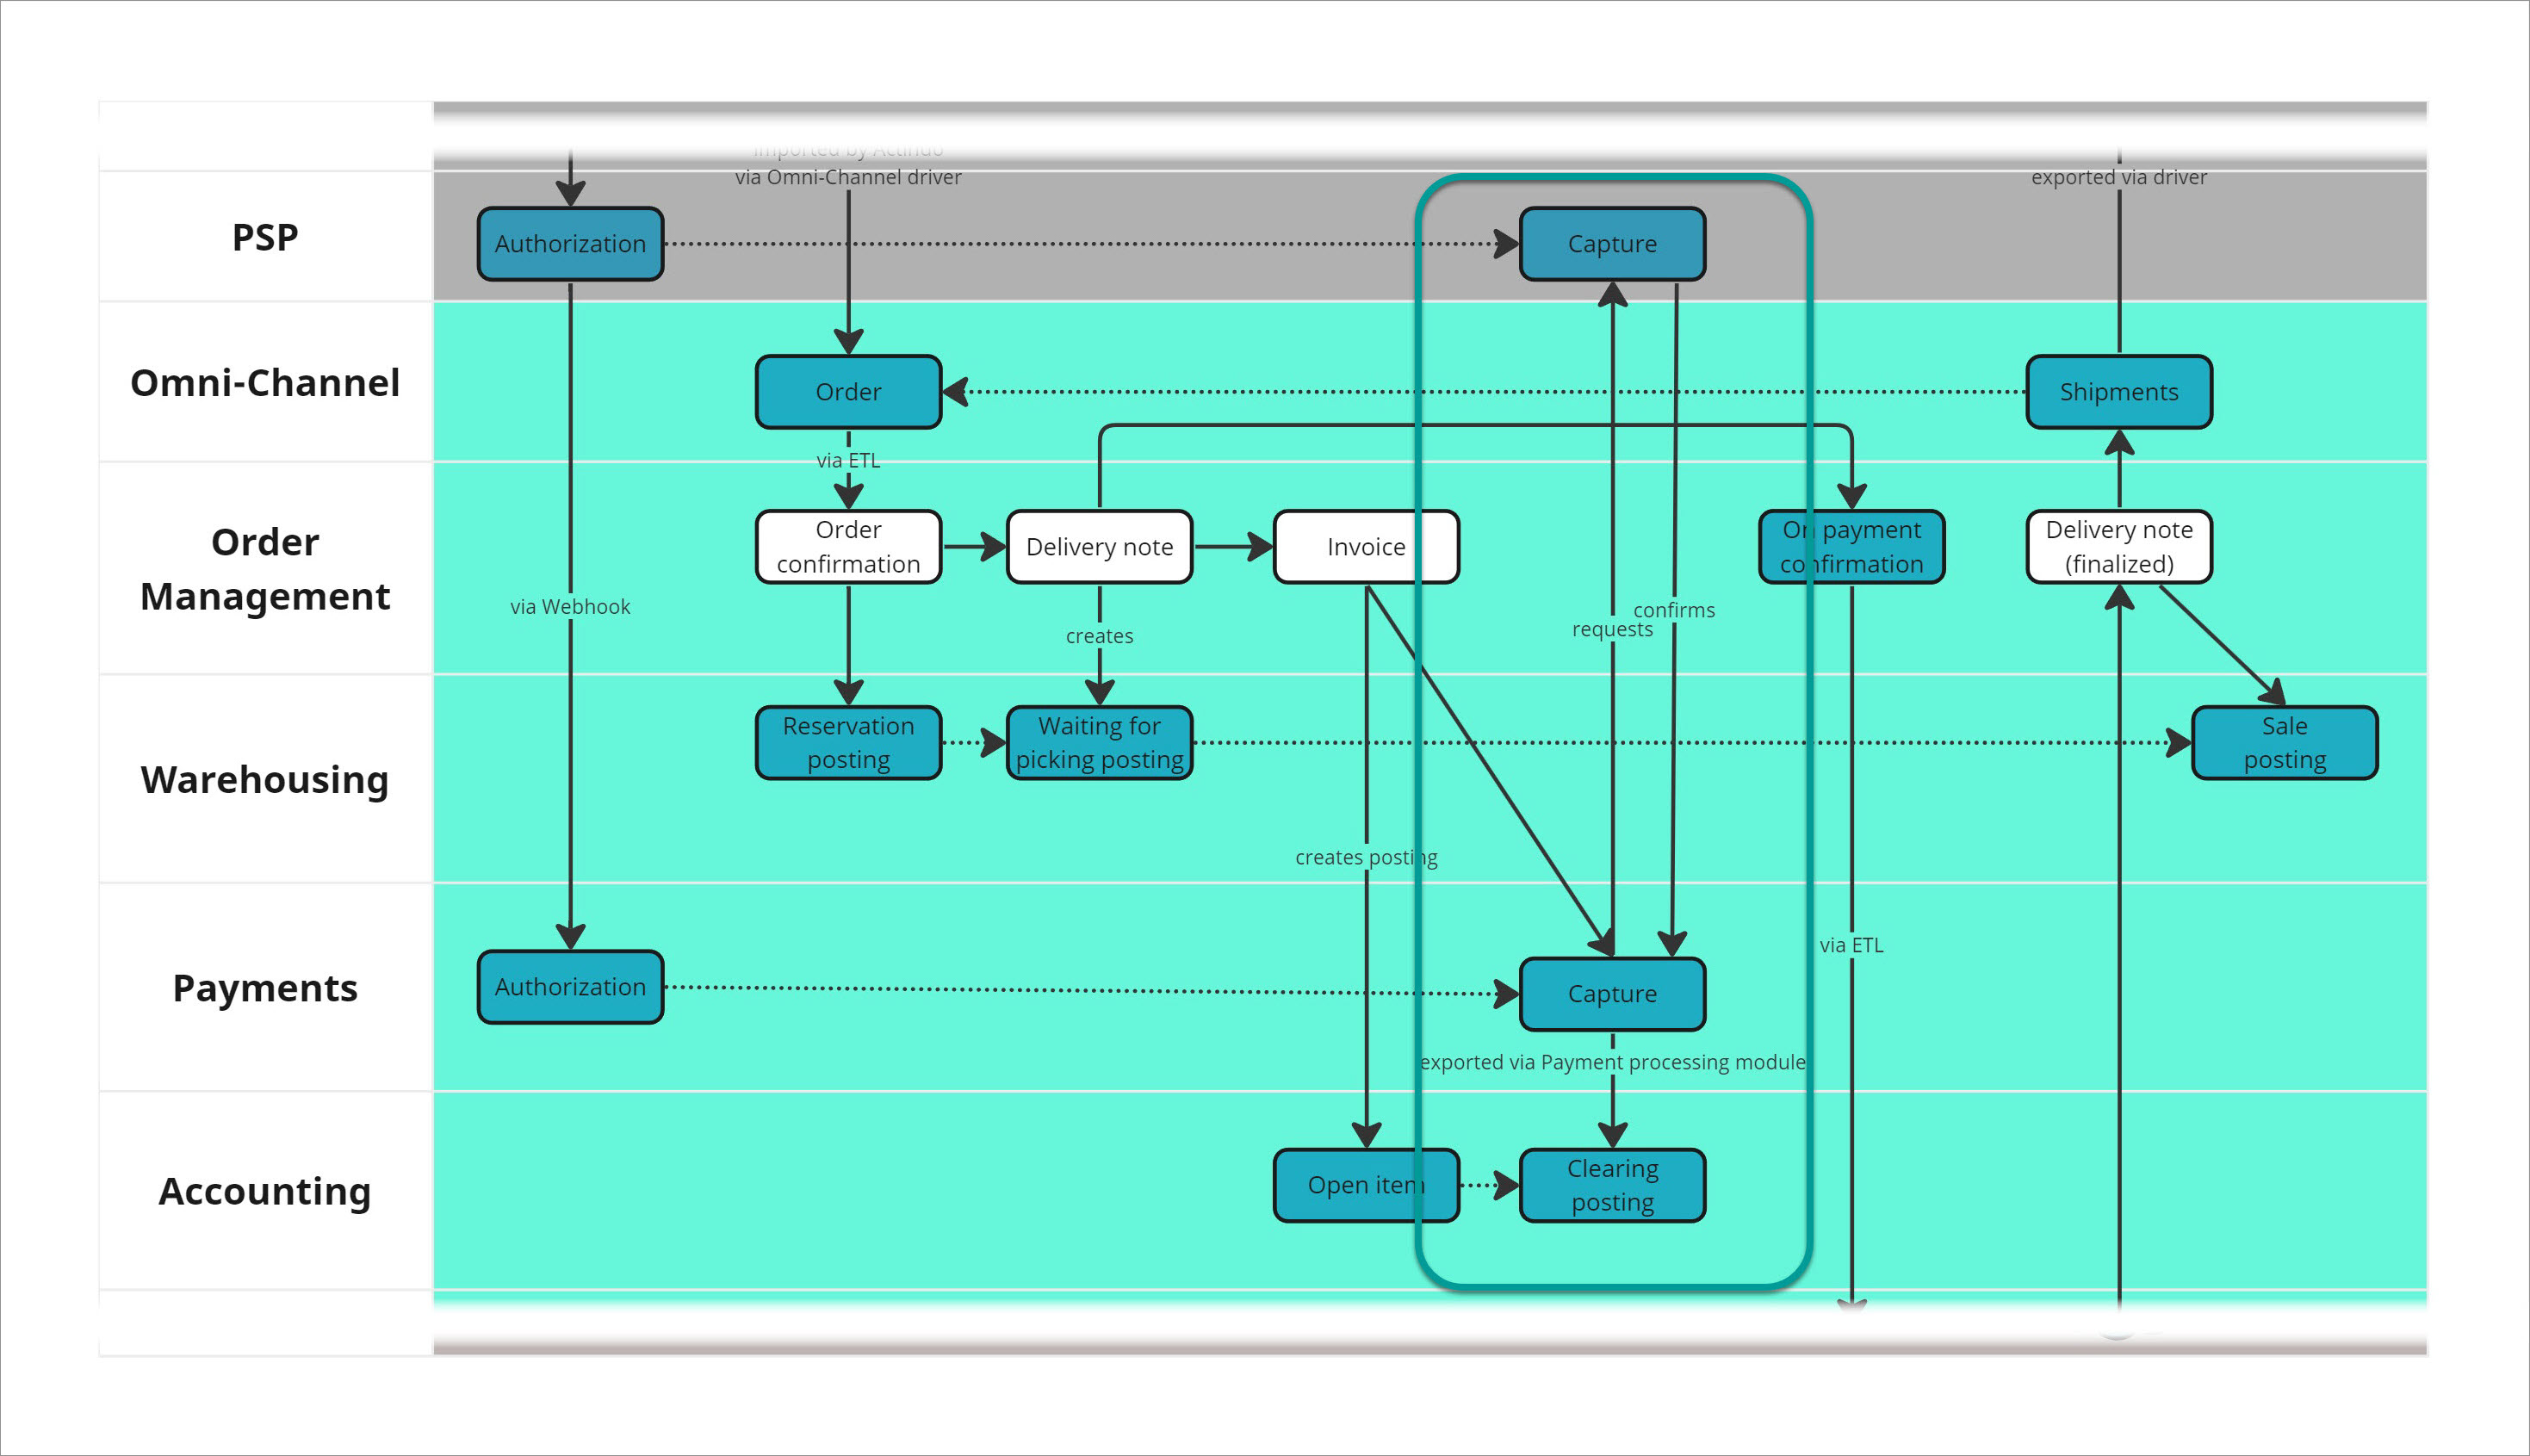 imported by Actindo
via Omni-Channel driver
exported via driver
PSP
Authorization
Capture
Omni-Channel
Order
Shipments
via ETL
Order
Management
Order
confirmation
Delivery note
Invoice
On payment
confirmation
Delivery note
(finalized)
via Webhook
creates
requests
confirms
Warehousing
Reservation
posting
Waiting for
picking posting
Sale
posting
creates posting
Payments
Authorization
Capture
via ETL
exported via Payment processing module
Accounting
Open item
Clearing
posting